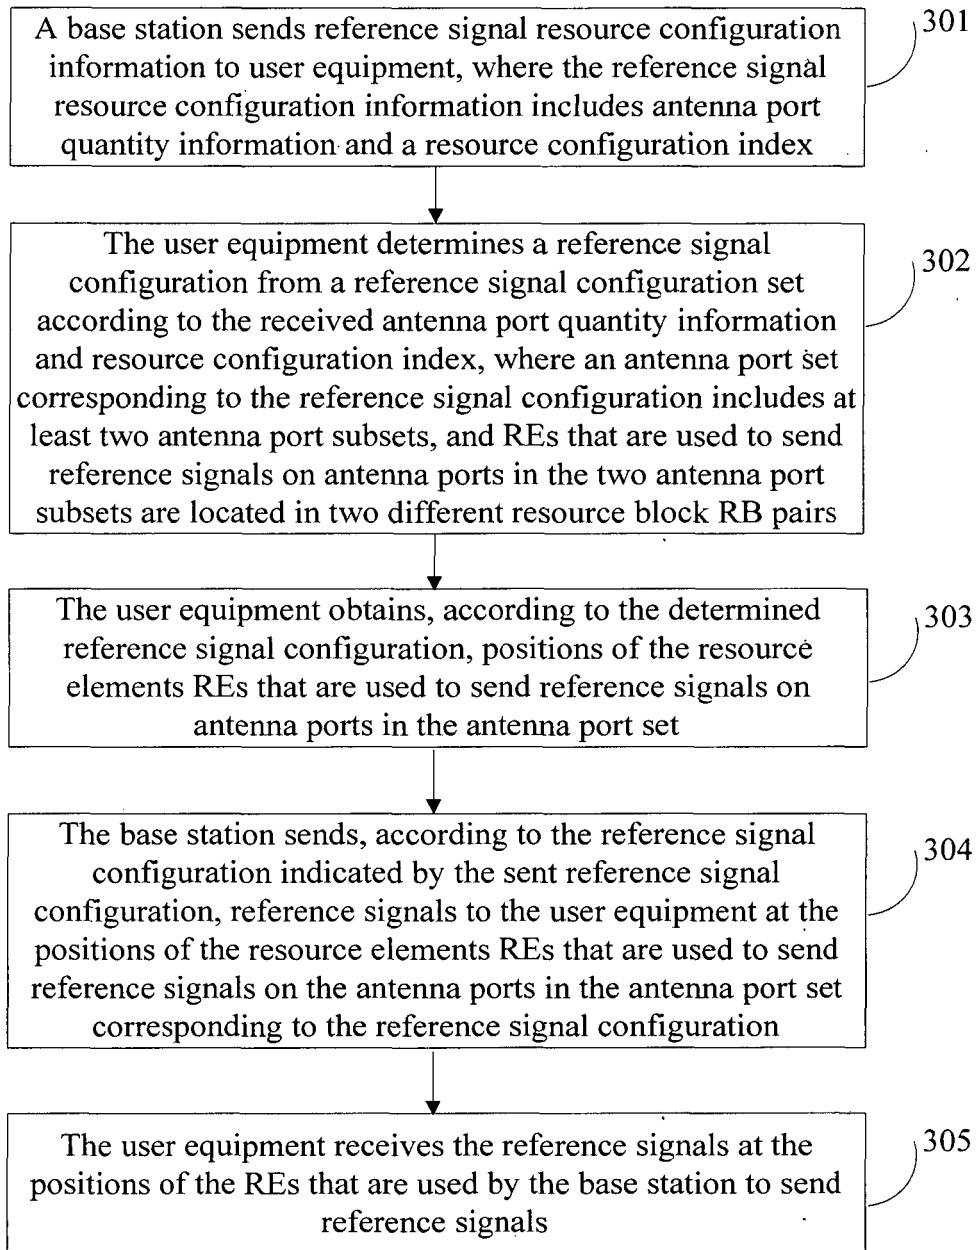 A base station sends reference signal resource configuration
information to user equipment, where the reference signal
resource configuration information includes antenna port
quantity information and a resource configuration index
301
The user equipment determines a reference signal
configuration from a reference signal configuration set
according to the received antenna port quantity information
and resource configuration index, where an antenna port set
corresponding to the reference signal configuration includes at
least two antenna port subsets, and REs that are used to send
reference signals on antenna ports in the two antenna port
subsets are located in two different resource block RB pairs
302
The user equipment obtains, according to the determined
reference signal configuration, positions of the resource
elements REs that are used to send reference signals on
antenna ports in the antenna port set
303
The base station sends, according to the reference signal
configuration indicated by the sent reference signal
configuration, reference signals to the user equipment at the
positions of the resource elements REs that are used to send
reference signals on the antenna ports in the antenna port set
corresponding to the reference signal configuration
304
The user equipment receives the reference signals at the
positions of the REs that are used by the base station to send
reference signals
305